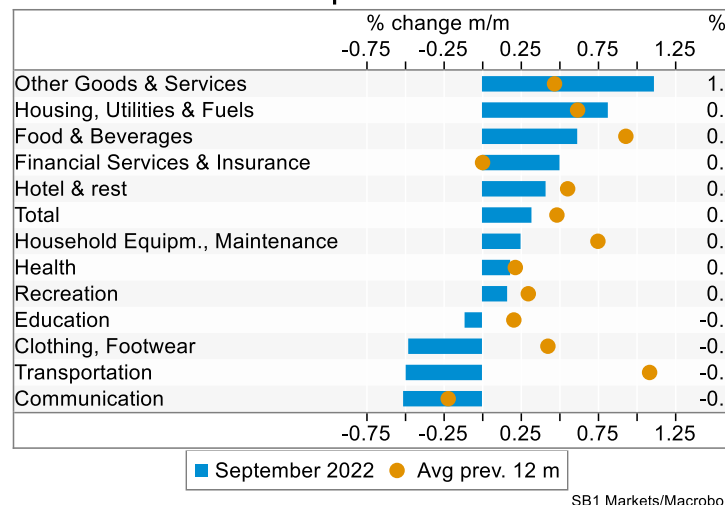 % change m/m %
-0.75 -0.25 0.25 0.75 1.25
Other Goods & Services 1.
Housing, Utilities & Fuels 0.
Food & Beverages 0.
Financial Services & Insurance 0.
Hotel & rest 0.
Total 0.
Household Equipm., Maintenance 0.
Health 0.
Recreation 0.
Education -0.
Clothing, Footwear -0.
Transportation -0.
Communication -0.
-0.75 -0.25 0.25 0.75 1.25
September 2022 Avg prev. 12 m
SB1 Markets/Macrobo